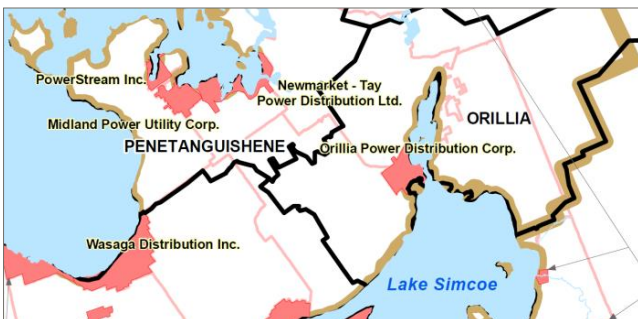 PowerStream Inc.
Newmarket - Tay
Power Distribution Ltd.
Midland Power Utility Corp.
ORILLIA
PENETANGUISHENE
Orillia Power Distribution Corp.
Wasaga Distribution Inc.
Lake Simcoe